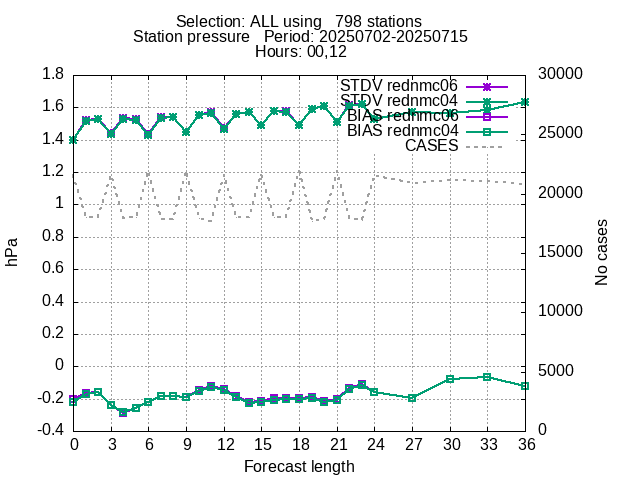 Selection: ALL using   798 stations
Station pressure   Period: 20250702-20250715
Hours: 00,12
STDV rednmc06
STDV rednmc04
BIAS rednmc06
BIAS rednmc04
CASES
hPa
1.8
1.6
1.4
1.2
1
0.8
0.6
0.4
0.2
0
-0.2
-0.4
No cases
30000
25000
20000
15000
10000
5000
0
0 3 6 9 12 15 18 21 24 27 30 33 36
Forecast length